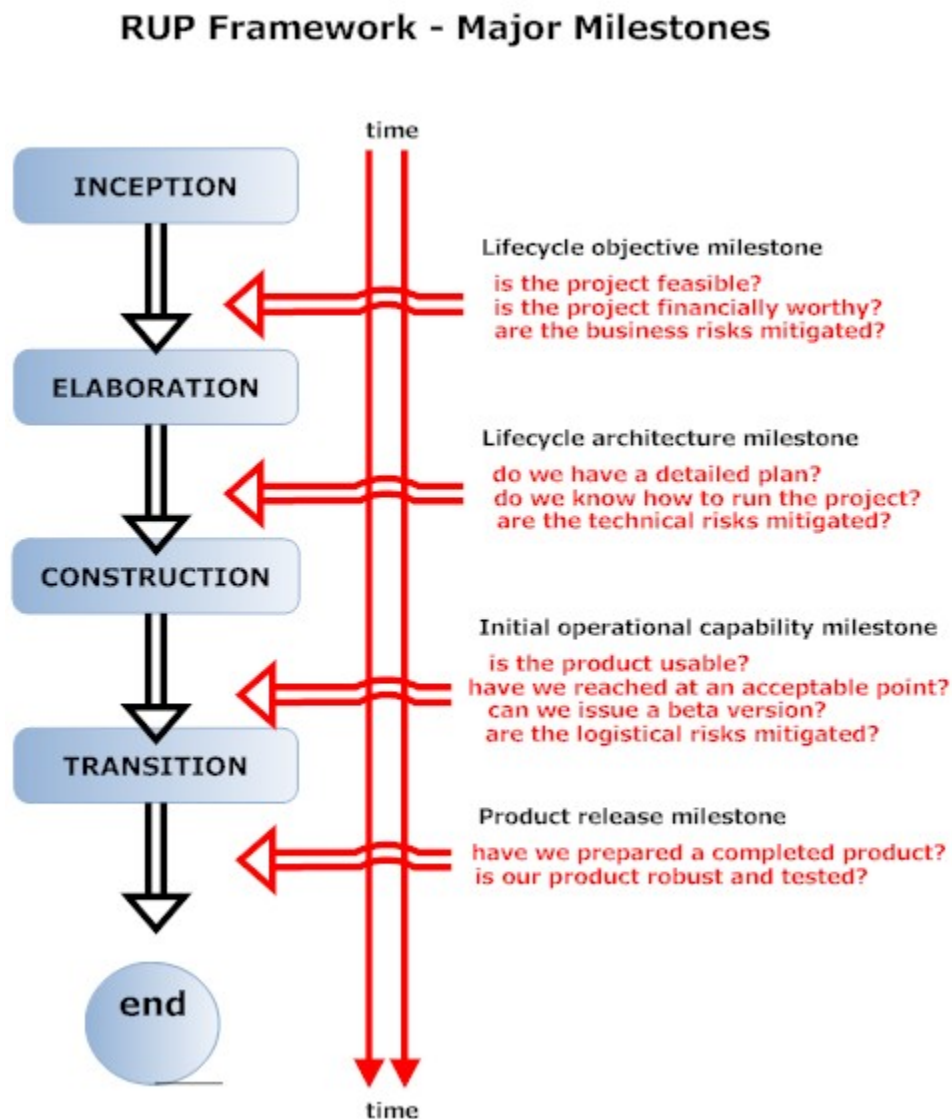 RUP Framework - Major Milestones
time
INCEPTION
Lifecycle objective milestone
is the project feasible?
is the project financially worthy?
are the business risks mitigated?
ELABORATION
Lifecycle architecture milestone
do we have a detailed plan?
do we know how to run the project?
are the technical risks mitigated?
CONSTRUCTION
Initial operational capability milestone
is the product usable?
have we reached at an acceptable point?
can we issue a beta version?
are the logistical risks mitigated?
TRANSITION
Product release milestone
have we prepared a completed product?
is our product robust and tested?
end
time